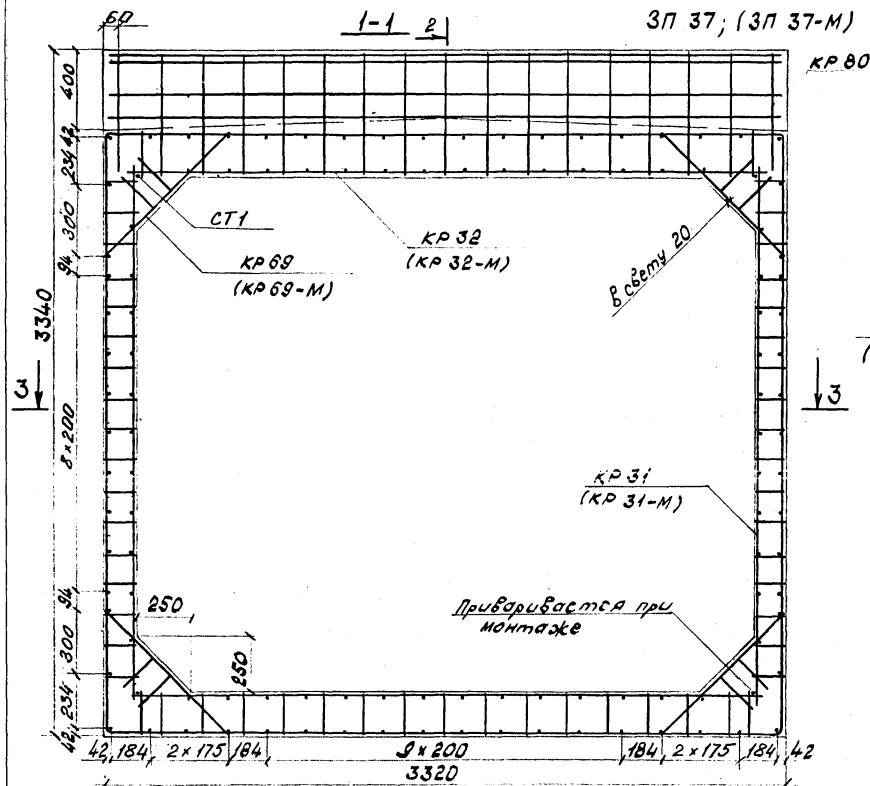 60
1-1
2
ЗП 37; (ЗП 37-М)
КР 80
400
42
234
300
94
8×200
94
300
234
42
3340
СТ1
КР 69
(КР 69-М)
КР 32
(КР 32-М)
в свету 20
3
3
КР 31
(КР 31-М)
Приваривается при
монтаже
250
250
42 184 2×175 184 9×200 184 2×175 184 42
3320